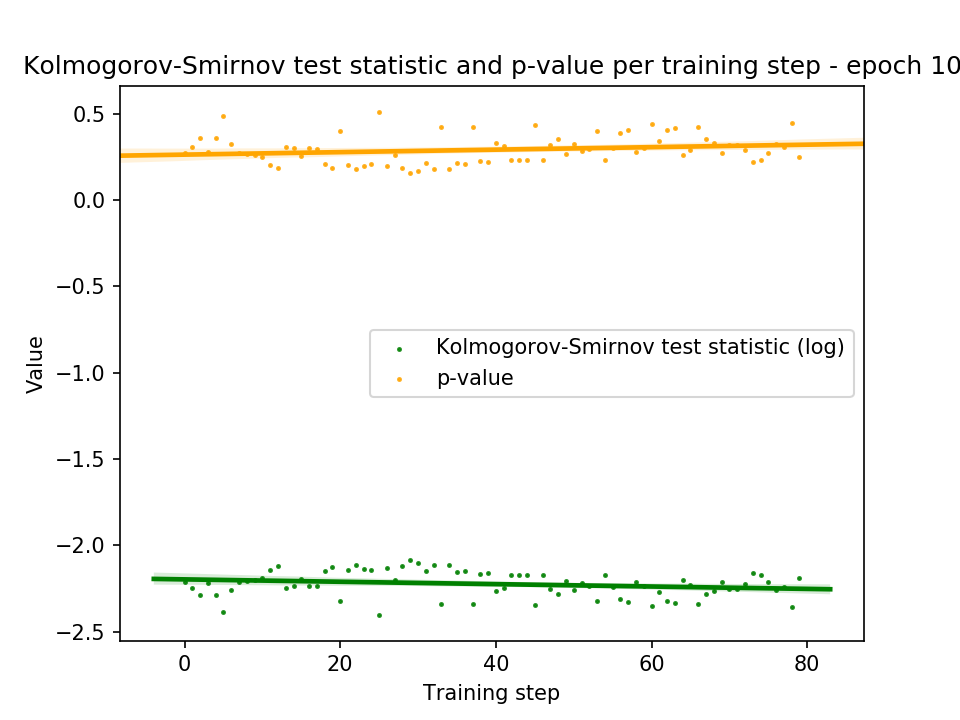 Kolmogorov-Smirnov test statistic and p-value per training step - epoch 10
0.5
0.0
−0.5
−1.0
−1.5
−2.0
−2.5
Value
Kolmogorov-Smirnov test statistic (log)
p-value
0 20 40 60 80
Training step